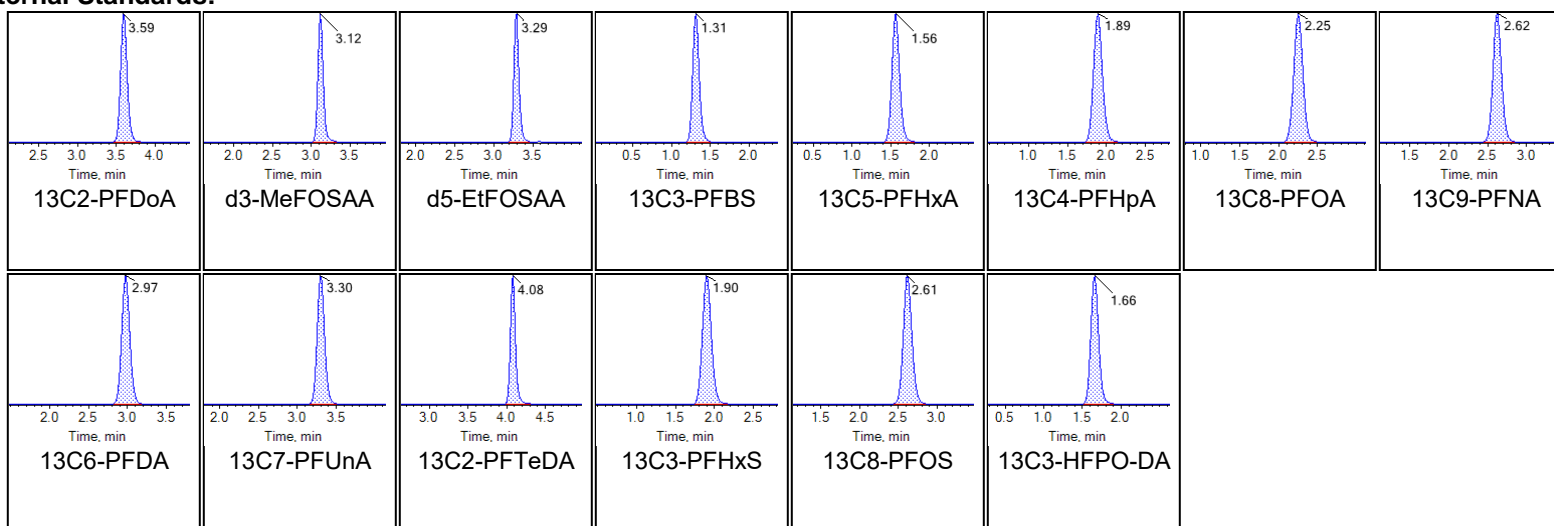 ternal Standards:
3.59 3.12 3.29 1.31 1.56 1.89 2.25 2.62
2.5 3.0 3.5 4.0 2.0 2.5 3.0 3.5 2.0 2.5 3.0 3.5 0.5 1.0 1.5 2.0 0.5 1.0 1.5 2.0 1.0 1.5 2.0 2.5 1.0 1.5 2.0 2.5 1.5 2.0 2.5 3.0
Time, min Time, min Time, min Time, min Time, min Time, min Time, min Time, min
13C2-PFDoA d3-MeFOSAA d5-EtFOSAA 13C3-PFBS 13C5-PFHxA 13C4-PFHpA 13C8-PFOA 13C9-PFNA
2.97 3.30 4.08 1.90 2.61 1.66
2.0 2.5 3.0 3.5 2.0 2.5 3.0 3.5 3.0 3.5 4.0 4.5 1.0 1.5 2.0 2.5 1.5 2.0 2.5 3.0 0.5 1.0 1.5 2.0
Time, min Time, min Time, min Time, min Time, min Time, min
13C6-PFDA 13C7-PFUnA 13C2-PFTeDA 13C3-PFHxS 13C8-PFOS 13C3-HFPO-DA